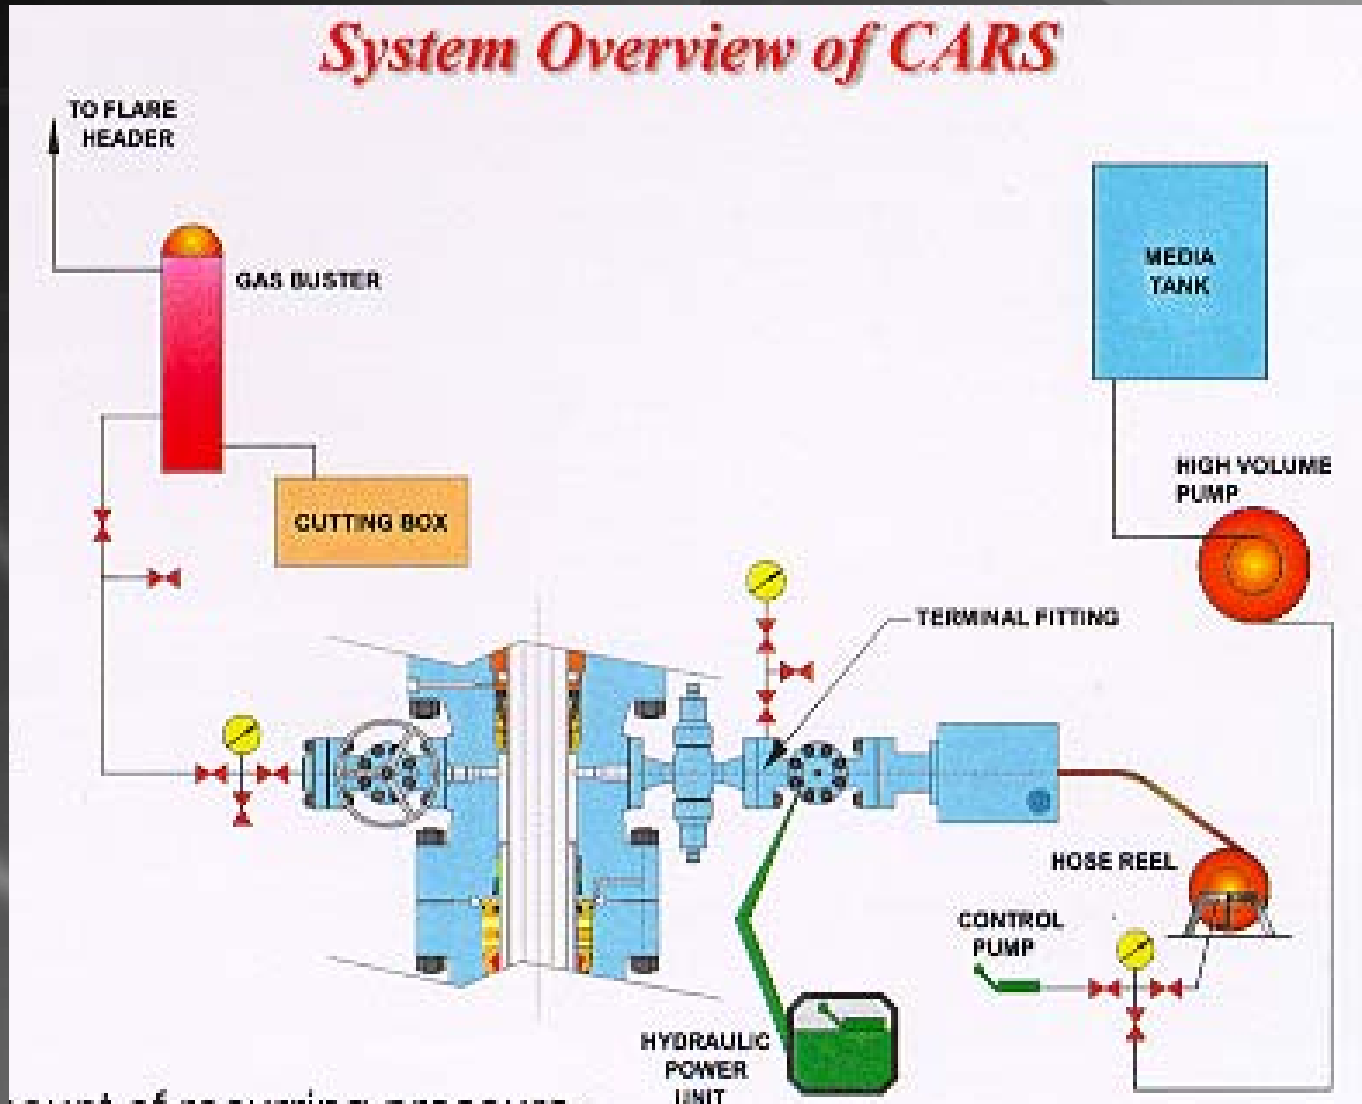 System Overview of CARS
TO FLARE
HEADER
GAS BUSTER
MEDIA
TANK
HIGH VOLUME
PUMP
CUTTING BOX
TERMINAL FITTING
HOSE REEL
CONTROL
PUMP
HYDRAULIC
POWER
UNIT